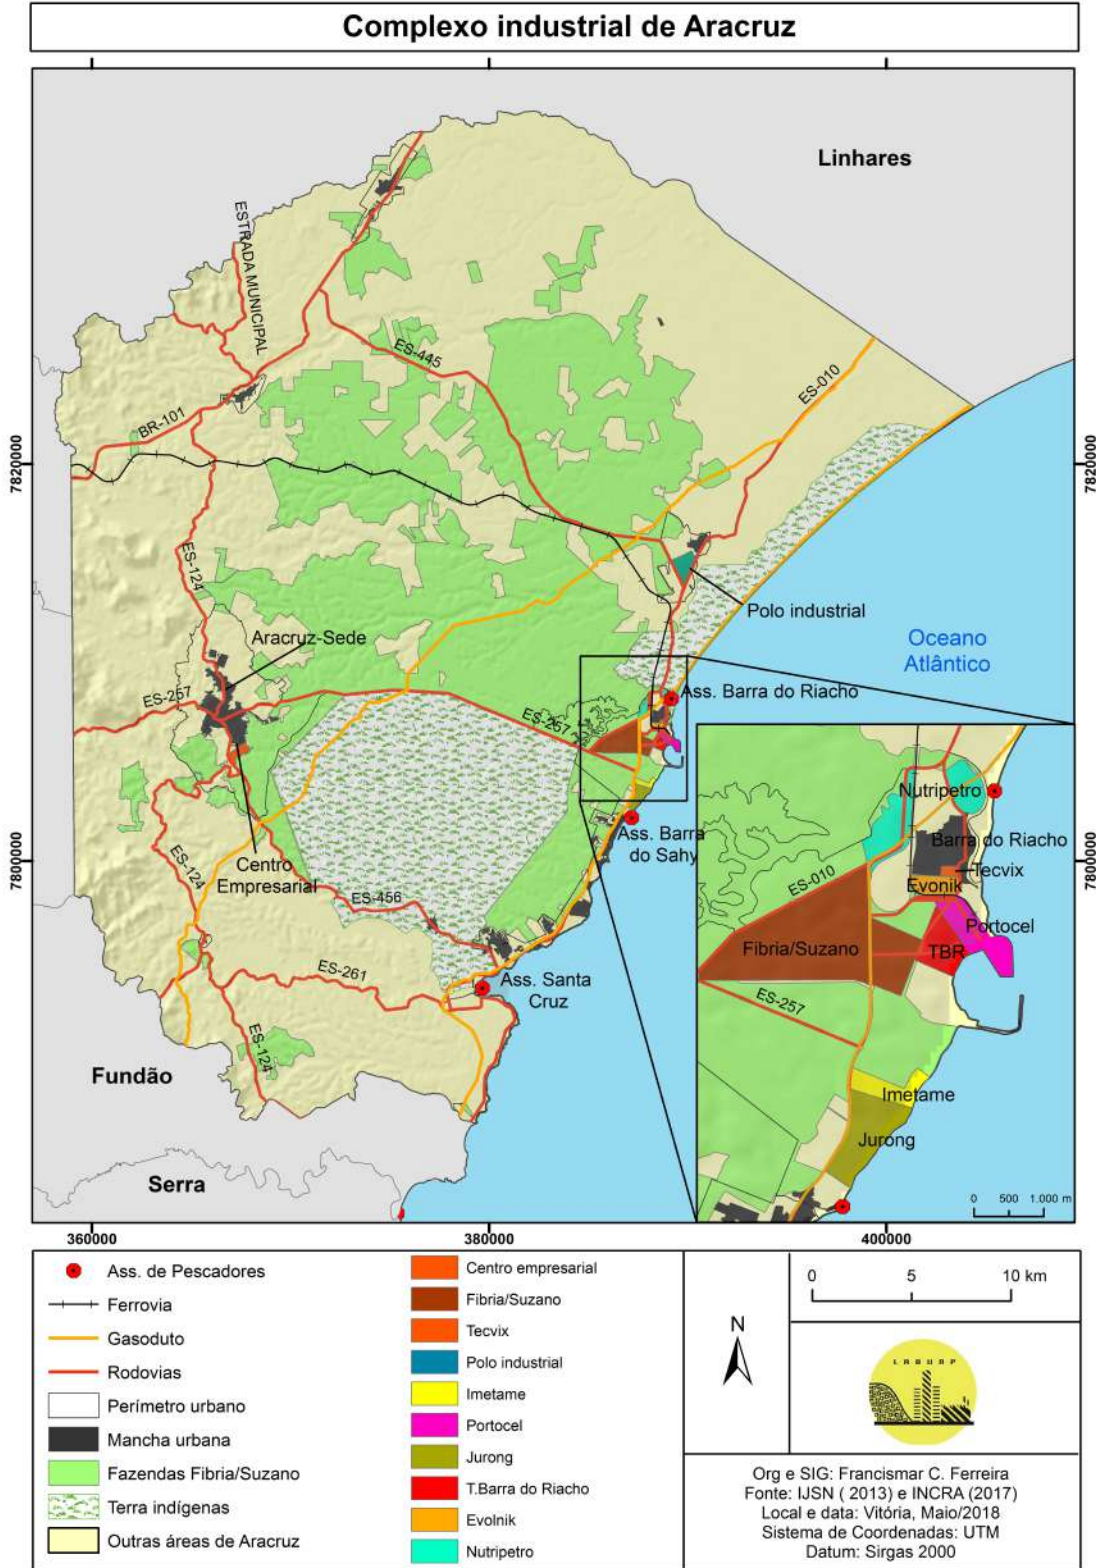 Complexo industrial de Aracruz
Linhares
ESTRADA MUNICIPAL
ES-445
ES-010
BR-101
7820000
7820000
ES-124
Polo industrial
Aracruz-Sede
Oceano
Atlântico
ES-257
Ass. Barra do Riacho
ES-257
Nutripetro
Ass. Barra
do Sahy
Barra do Riacho
7800000
7800000
Centro
Empresarial
Tecvix
ES-124
ES-010
Evonik
ES-456
Portocel
Fibria/Suzano
TBR
ES-261
Ass. Santa
Cruz
ES-257
ES-124
Fundão
Imetame
Jurong
Serra
0 500 1.000 m
360000
380000
400000
Ass. de Pescadores
Ferrovia
Gasoduto
Rodovias
Perímetro urbano
Mancha urbana
Fazendas Fibria/Suzano
Terra indígenas
Outras áreas de Aracruz
Centro empresarial
Fibria/Suzano
Tecvix
Polo industrial
Imetame
Portocel
Jurong
T.Barra do Riacho
Evolnik
Nutripetro
N
0 5 10 km
LABURP
Org e SIG: Francismar C. Ferreira
Fonte: IJSN ( 2013) e INCRA (2017)
Local e data: Vitória, Maio/2018
Sistema de Coordenadas: UTM
Datum: Sirgas 2000